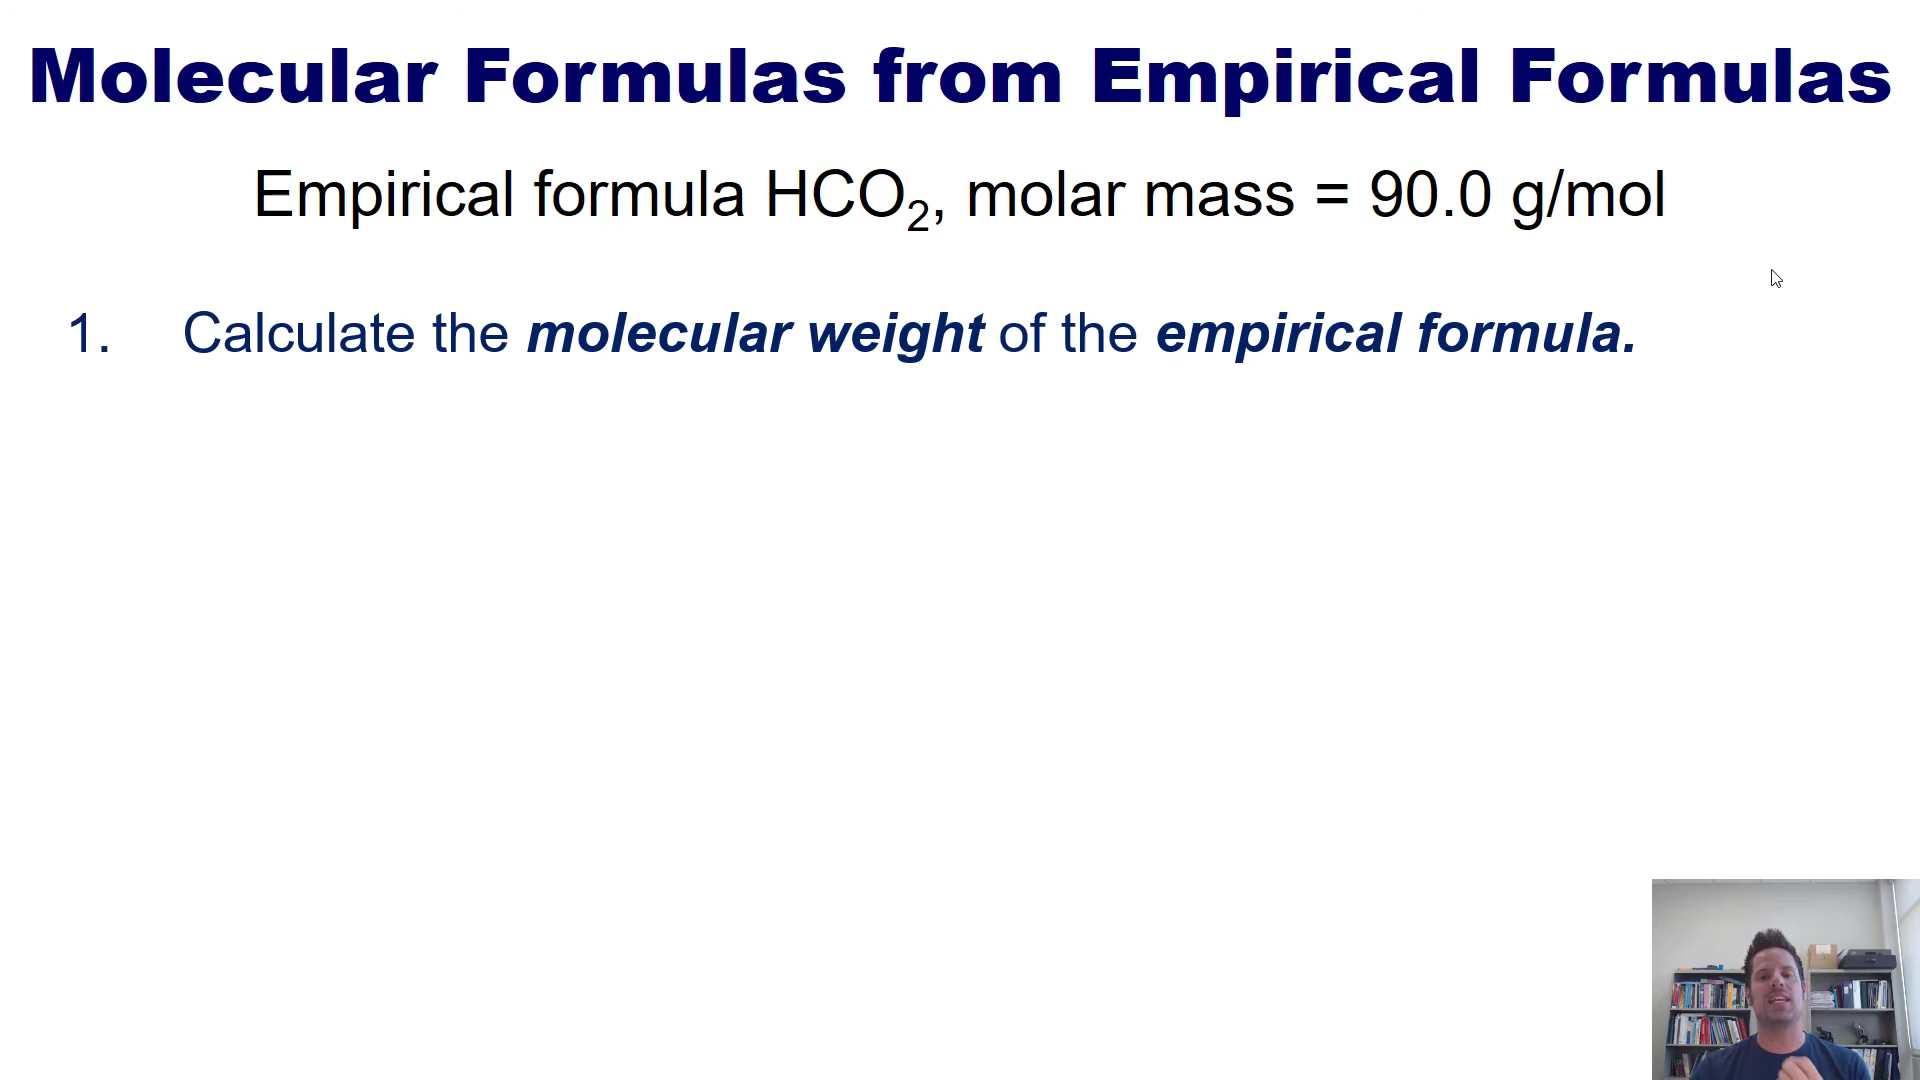 Molecular Formulas from Empirical Formulas
Empirical formula HCO₂, molar mass = 90.0 g/mol
1. Calculate the molecular weight of the empirical formula.